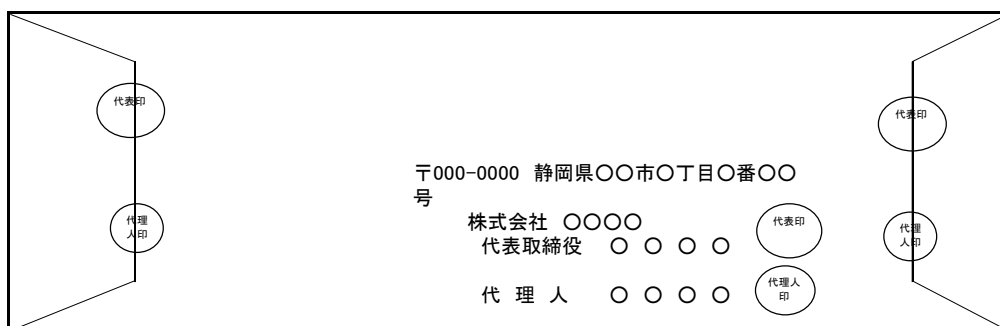 代表印
代表印
〒000-0000 静岡県〇〇市〇丁目〇番〇〇
号
代理
人印
株式会社 〇〇〇〇
代表印
代理
人印
代表取締役 〇 〇 〇 〇
代 理 人 〇 〇 〇 〇
代理人
印